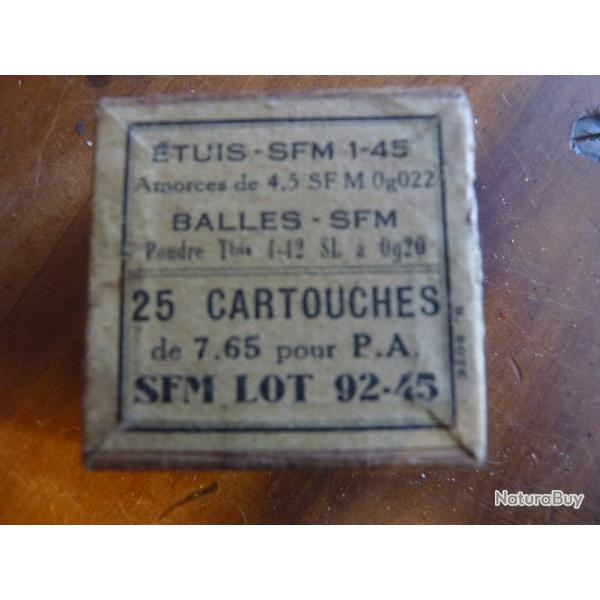 ÉTUIS - SFM 1-45
Amorces de 4,5 SFM 0g022
BALLES - SFM
Poudre Tbis 1-42 SL à 0g20
25 CARTOUCHES
de 7.65 pour P.A.
SFM LOT 92-45
NaturaBuy